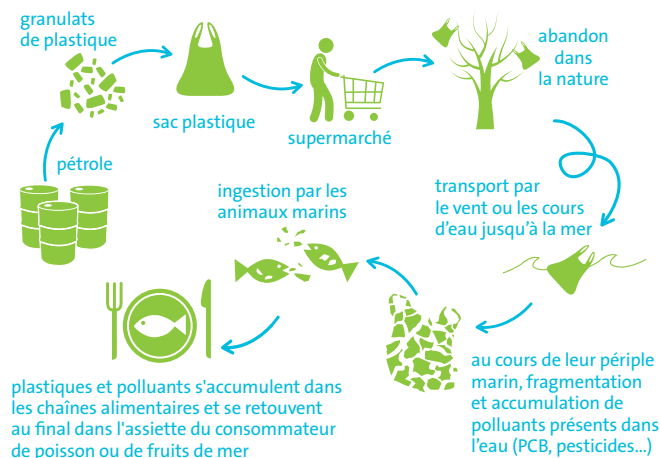 granulats
de plastique
sac plastique
supermarché
abandon
dans
la nature
pétrole
transport par
le vent ou les cours
d'eau jusqu'à la mer
ingestion par les
animaux marins
au cours de leur périple
marin, fragmentation
et accumulation de
polluants présents dans
l'eau (PCB, pesticides...)
plastiques et polluants s'accumulent dans
les chaînes alimentaires et se retouvent
au final dans l'assiette du consommateur
de poisson ou de fruits de mer